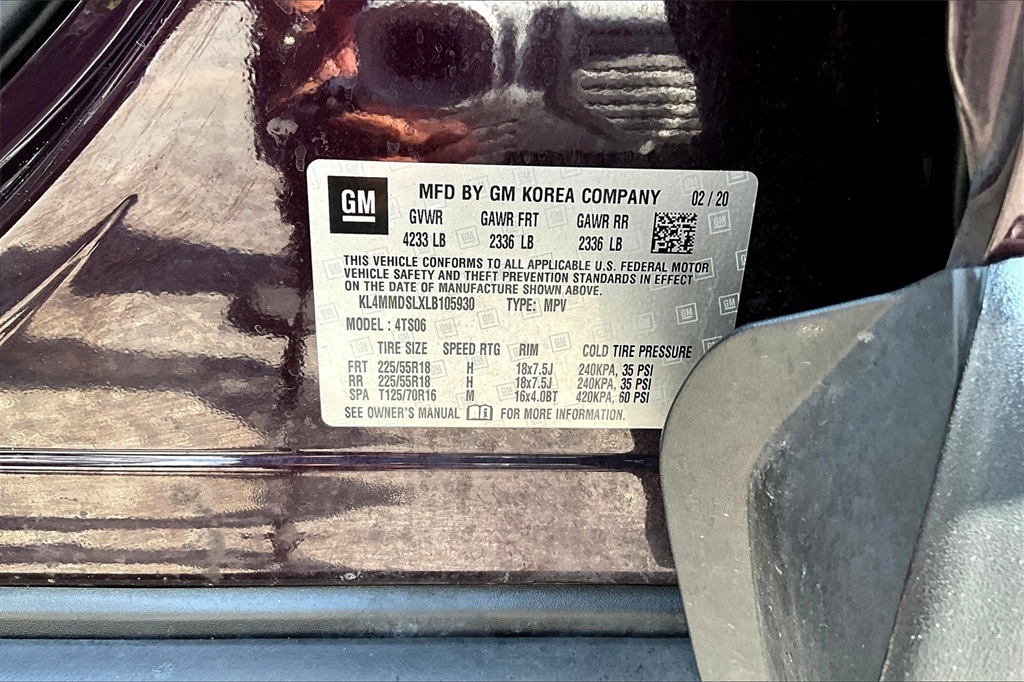 GM
MFD BY GM KOREA COMPANY 02 / 20
GVWR GAWR FRT GAWR RR
4233 LB 2336 LB 2336 LB
THIS VEHICLE CONFORMS TO ALL APPLICABLE U.S. FEDERAL MOTOR
VEHICLE SAFETY AND THEFT PREVENTION STANDARDS IN EFFECT
ON THE DATE OF MANUFACTURE SHOWN ABOVE.
KL4MMDSLXLB105930 TYPE: MPV
MODEL : 4TS06
TIRE SIZE SPEED RTG RIM COLD TIRE PRESSURE
FRT 225/55R18 H 18x7.5J 240KPA, 35 PSI
RR 225/55R18 H 18x7.5J 240KPA, 35 PSI
SPA T125/70R16 M 16x4.0BT 420KPA, 60 PSI
SEE OWNER'S MANUAL FOR MORE INFORMATION.